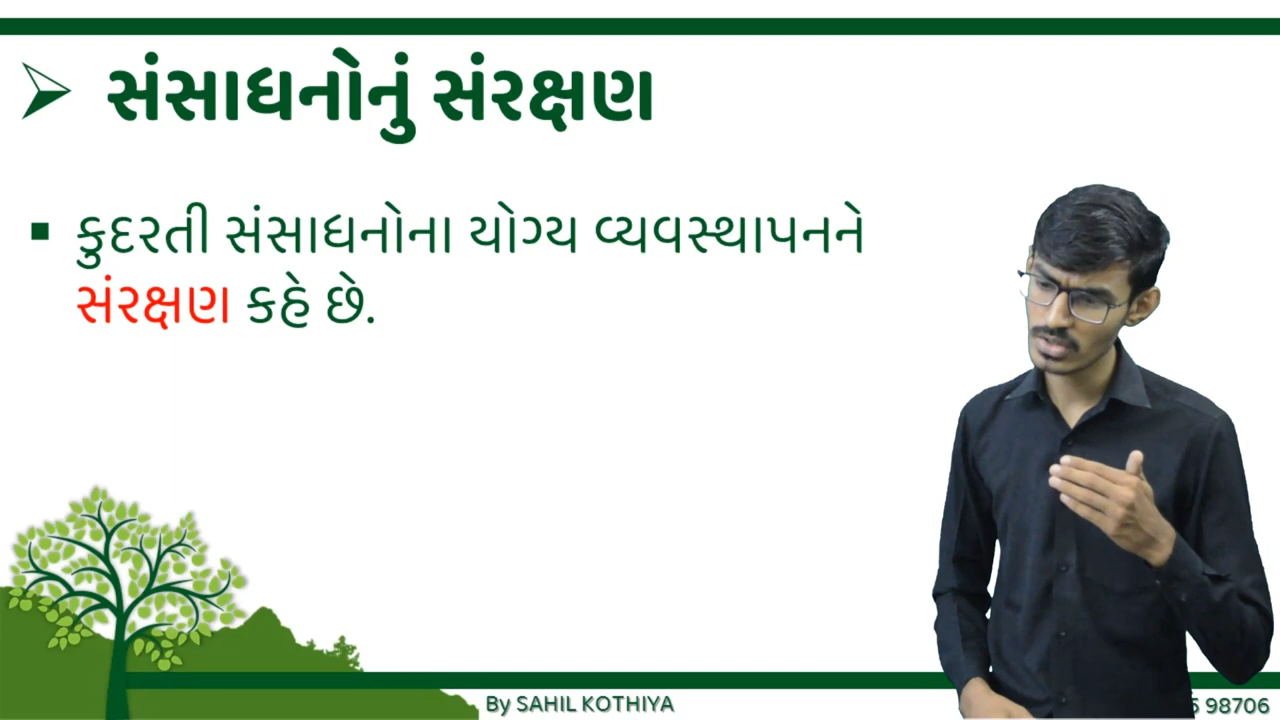 સંસાધનોનું સંરક્ષણ
કુદરતી સંસાધનોના યોગ્ય વ્યવસ્થાપનને
સંરક્ષણ કહે છે.
By SAHIL KOTHIYA
98706